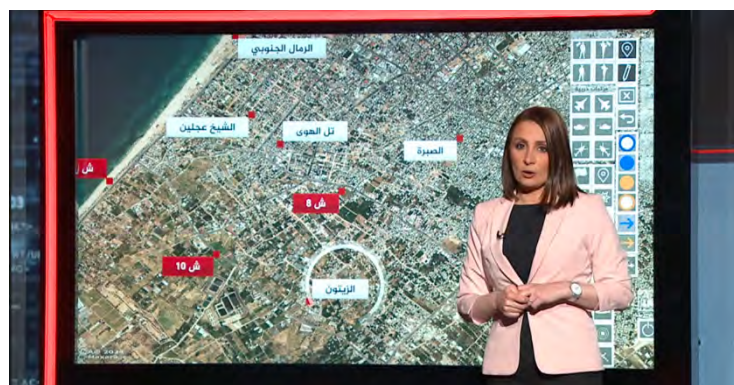 الرمال الجنوبي
الشيخ عجلين
تل الهوى
الصبرة
ش 8
ش 10
الزيتون